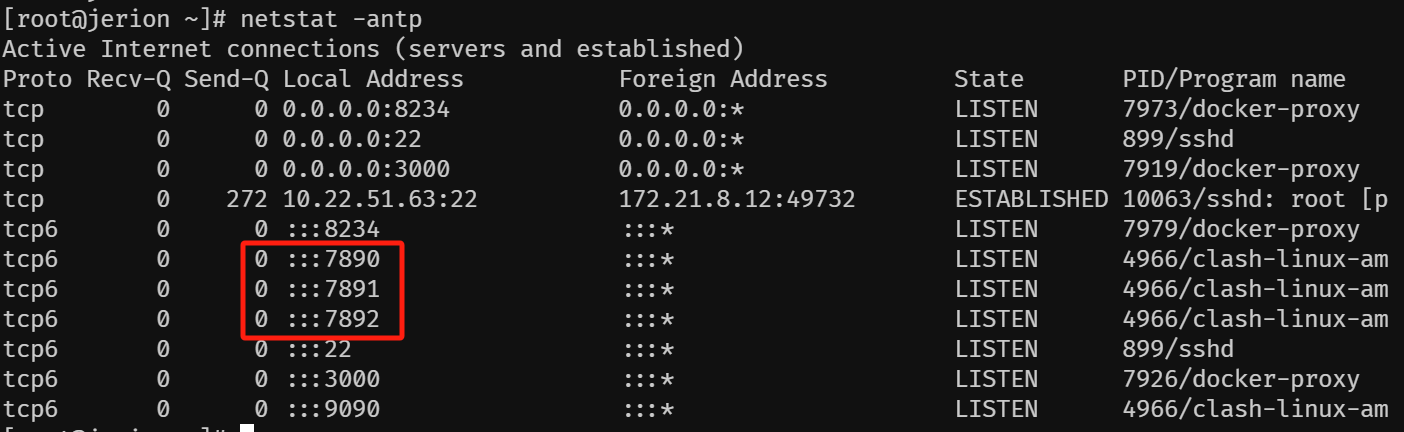 [root@jerion ~]# netstat -antp
Active Internet connections (servers and established)
Proto Recv-Q Send-Q Local Address           Foreign Address         State       PID/Program name
tcp        0      0 0.0.0.0:8234            0.0.0.0:*               LISTEN      7973/docker-proxy
tcp        0      0 0.0.0.0:22              0.0.0.0:*               LISTEN      899/sshd
tcp        0      0 0.0.0.0:3000            0.0.0.0:*               LISTEN      7919/docker-proxy
tcp        0    272 10.22.51.63:22          172.21.8.12:49732       ESTABLISHED 10063/sshd: root [p
tcp6       0      0 :::8234                 :::*                    LISTEN      7979/docker-proxy
tcp6       0      0 :::7890                 :::*                    LISTEN      4966/clash-linux-am
tcp6       0      0 :::7891                 :::*                    LISTEN      4966/clash-linux-am
tcp6       0      0 :::7892                 :::*                    LISTEN      4966/clash-linux-am
tcp6       0      0 :::22                   :::*                    LISTEN      899/sshd
tcp6       0      0 :::3000                 :::*                    LISTEN      7926/docker-proxy
tcp6       0      0 :::9090                 :::*                    LISTEN      4966/clash-linux-am